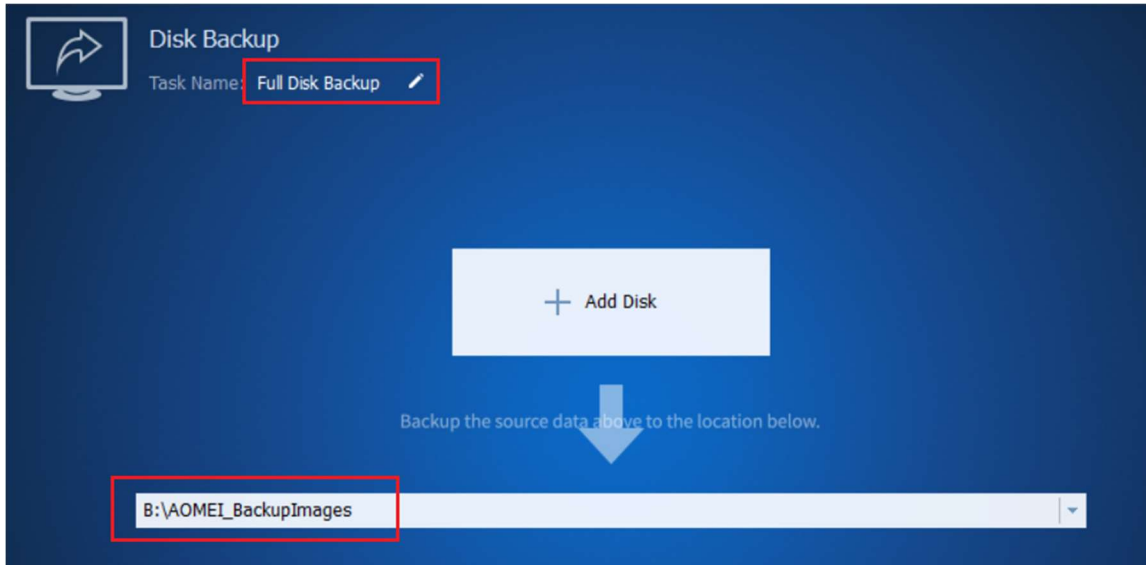 Disk Backup
Task Name: Full Disk Backup
Add Disk
Backup the source data above to the location below.
B:\AOMEI_BackupImages